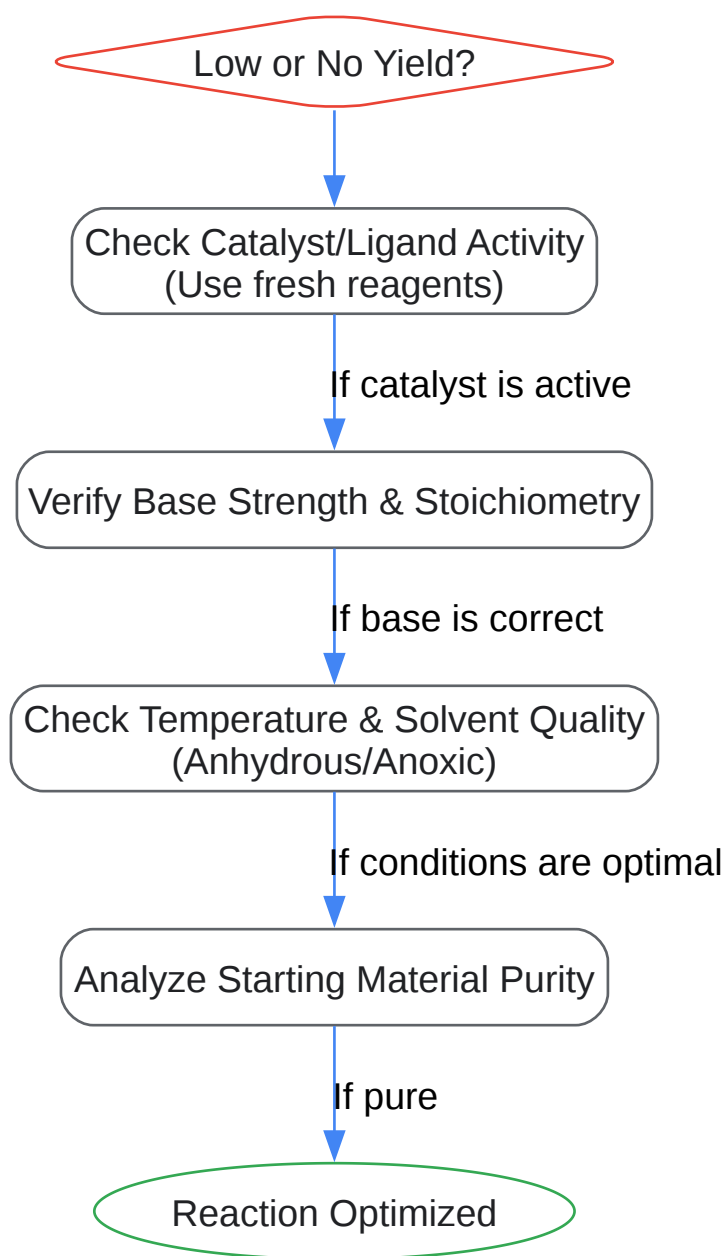 Low or No Yield?
Check Catalyst/Ligand Activity
(Use fresh reagents)
If catalyst is active
Verify Base Strength & Stoichiometry
If base is correct
Check Temperature & Solvent Quality
(Anhydrous/Anoxic)
If conditions are optimal
Analyze Starting Material Purity
If pure
Reaction Optimized